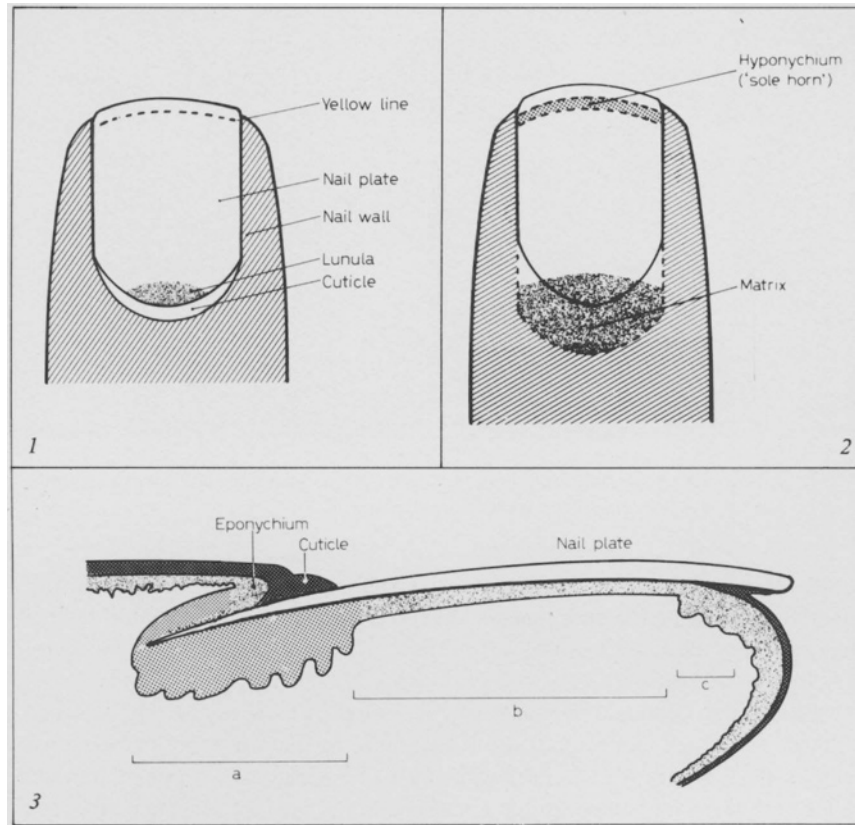 Yellow line
Nail plate
Nail wall
Lunula
Cuticle
1
Hyponychium
('sole horn')
Matrix
2
Eponychium
Cuticle
Nail plate
a
b
c
3